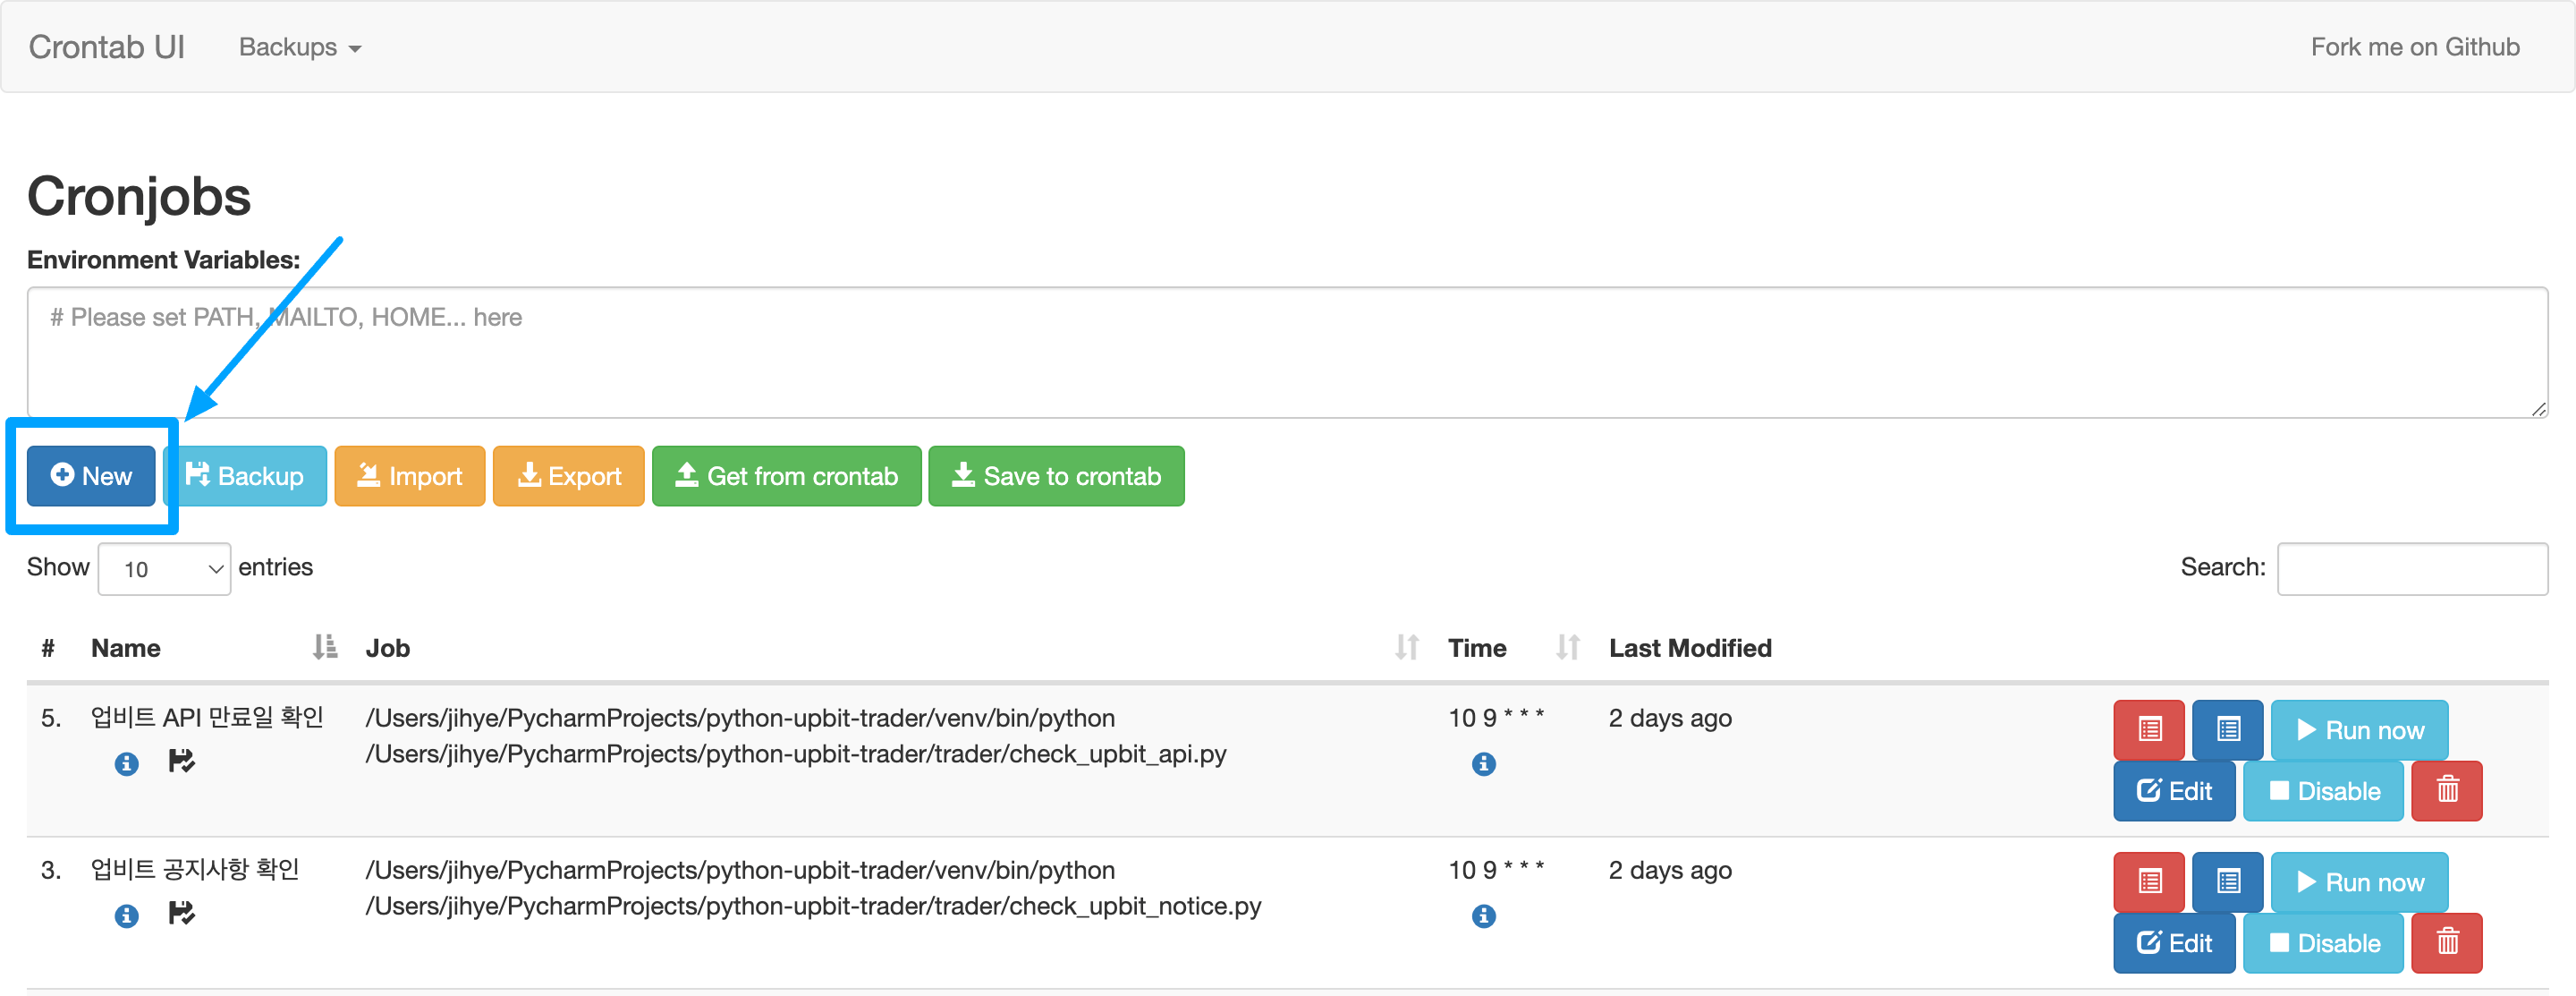 Crontab UI Backups Fork me on Github
Cronjobs
Environment Variables:
# Please set PATH, MAILTO, HOME... here
New Backup Import Export Get from crontab Save to crontab
Show 10 entries Search:
# Name Job Time Last Modified
5. 업비트 API 만료일 확인 /Users/jihye/PycharmProjects/python-upbit-trader/venv/bin/python 10 9 * * * 2 days ago
/Users/jihye/PycharmProjects/python-upbit-trader/trader/check_upbit_api.py
Run now
Edit Disable
3. 업비트 공지사항 확인 /Users/jihye/PycharmProjects/python-upbit-trader/venv/bin/python 10 9 * * * 2 days ago
/Users/jihye/PycharmProjects/python-upbit-trader/trader/check_upbit_notice.py
Run now
Edit Disable